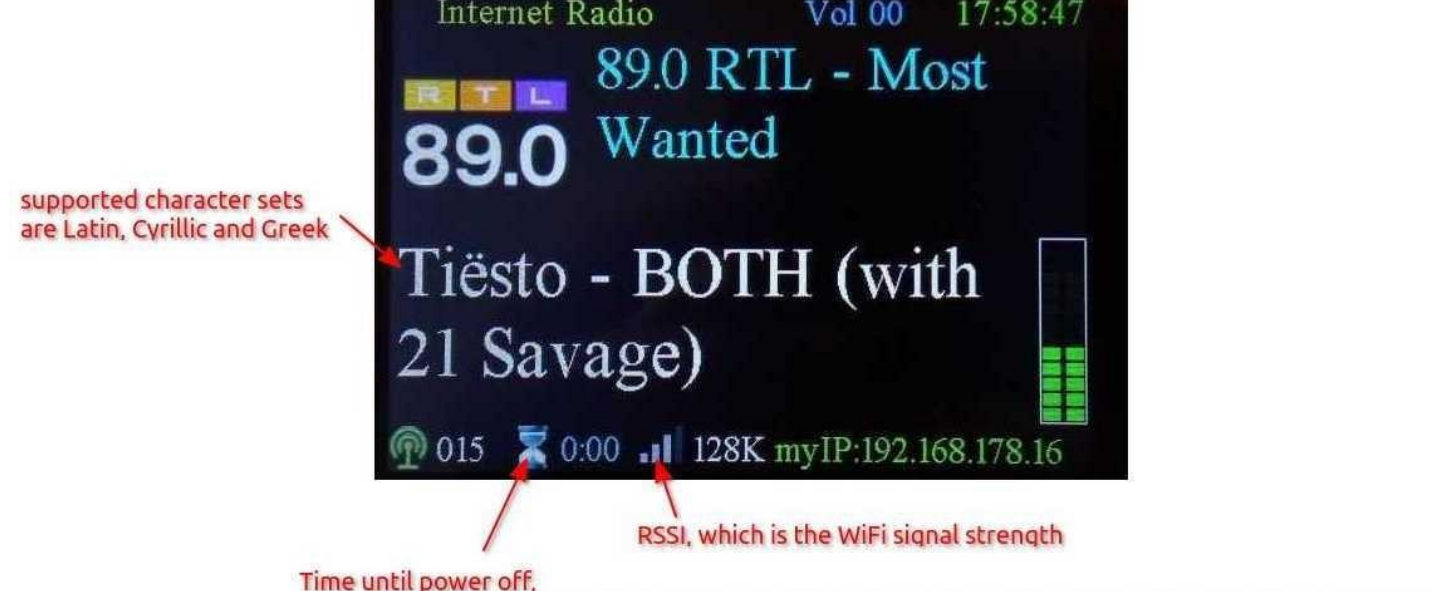 Internet Radio Vol 00 17:58:47
89.0 RTL - Most
Wanted
R T L
89.0
supported character sets
are Latin, Cyrillic and Greek
Tiësto - BOTH (with
21 Savage)
015 0:00 128K myIP:192.168.178.16
RSSI, which is the WiFi signal strength
Time until power off,